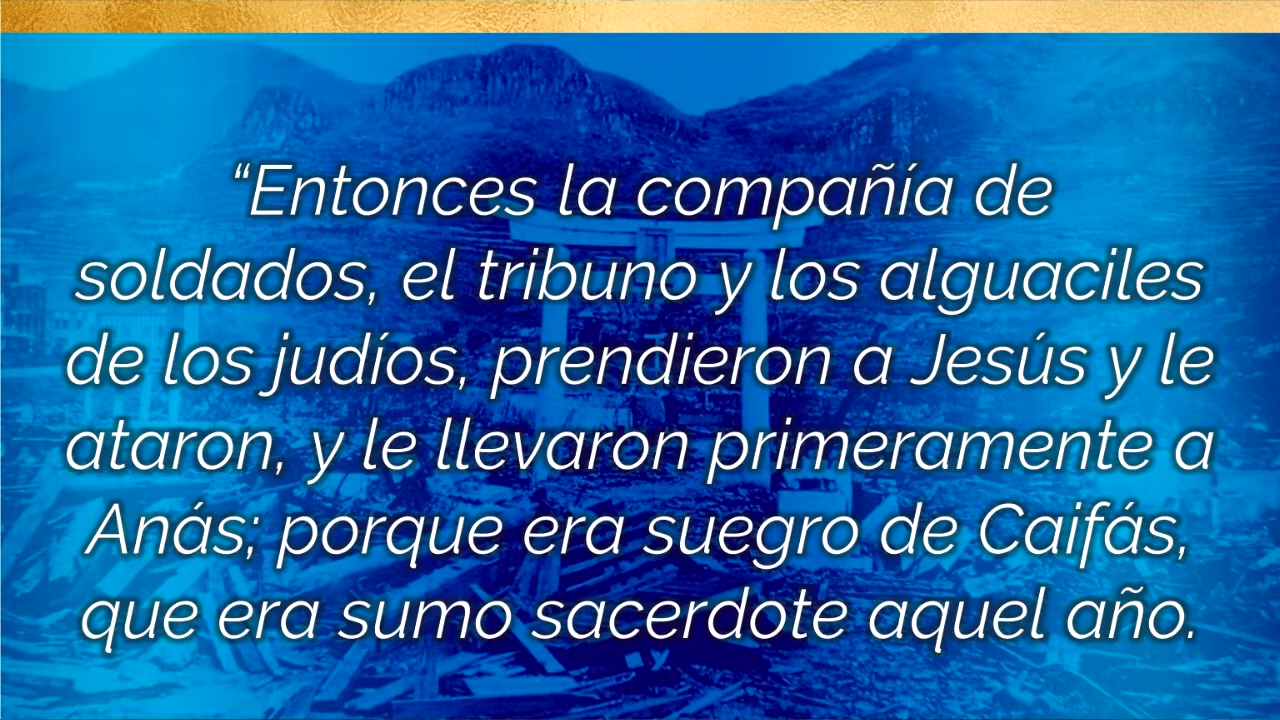 “Entonces la compañía de
soldados, el tribuno y los alguaciles
de los judíos, prendieron a Jesús y le
ataron, y le llevaron primeramente a
Anás; porque era suegro de Caifás,
que era sumo sacerdote aquel año.